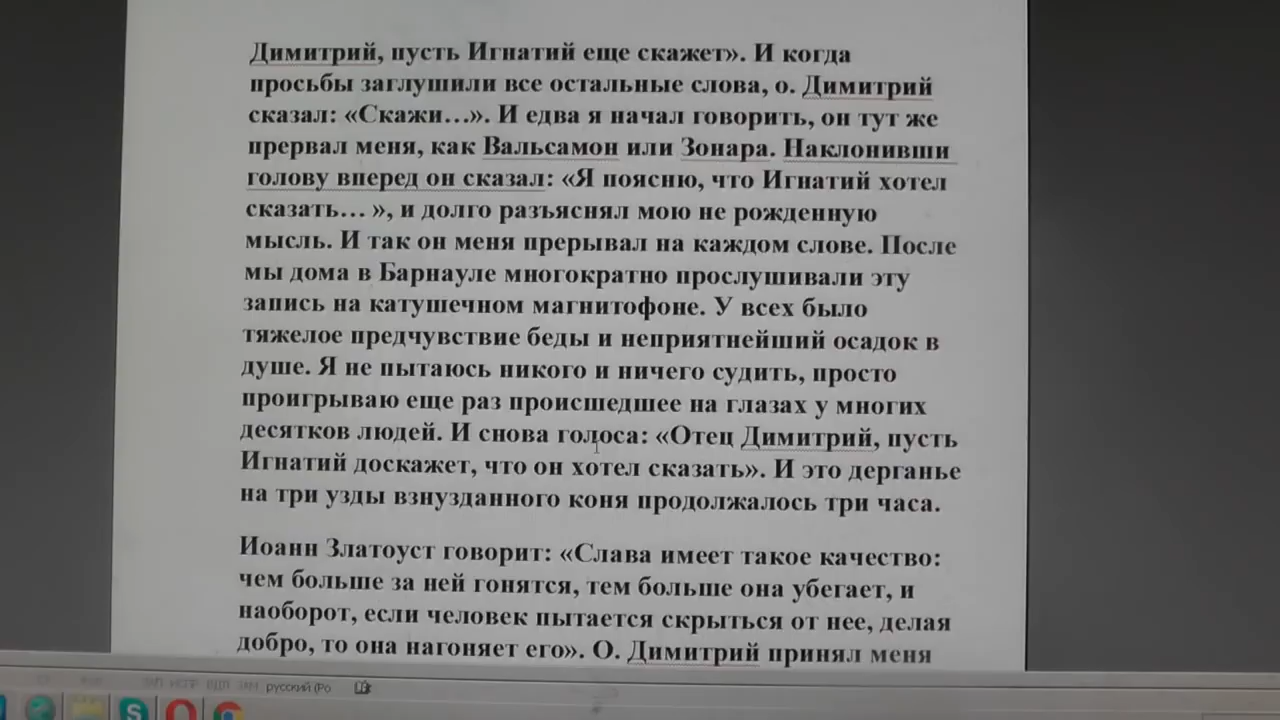 Димитрий, пусть Игнатий еще скажет». И когда
просьбы заглушили все остальные слова, о. Димитрий
сказал: «Скажи…». И едва я начал говорить, он тут же
прервал меня, как Вальсамон или Зонара. Наклонивши
голову вперед он сказал: «Я поясню, что Игнатий хотел
сказать… », и долго разъяснял мою не рожденную
мысль. И так он меня прерывал на каждом слове. После
мы дома в Барнауле многократно прослушивали эту
запись на катушечном магнитофоне. У всех было
тяжелое предчувствие беды и неприятнейший осадок в
душе. Я не пытаюсь никого и ничего судить, просто
проигрываю еще раз происшедшее на глазах у многих
десятков людей. И снова голоса: «Отец Димитрий, пусть
Игнатий доскажет, что он хотел сказать». И это дерганье
на три узды взнузданного коня продолжалось три часа.
Иоанн Златоуст говорит: «Слава имеет такое качество:
чем больше за ней гонятся, тем больше она убегает, и
наоборот, если человек пытается скрыться от нее, делая
добро, то она нагоняет его». О. Димитрий принял меня
русский (Ро